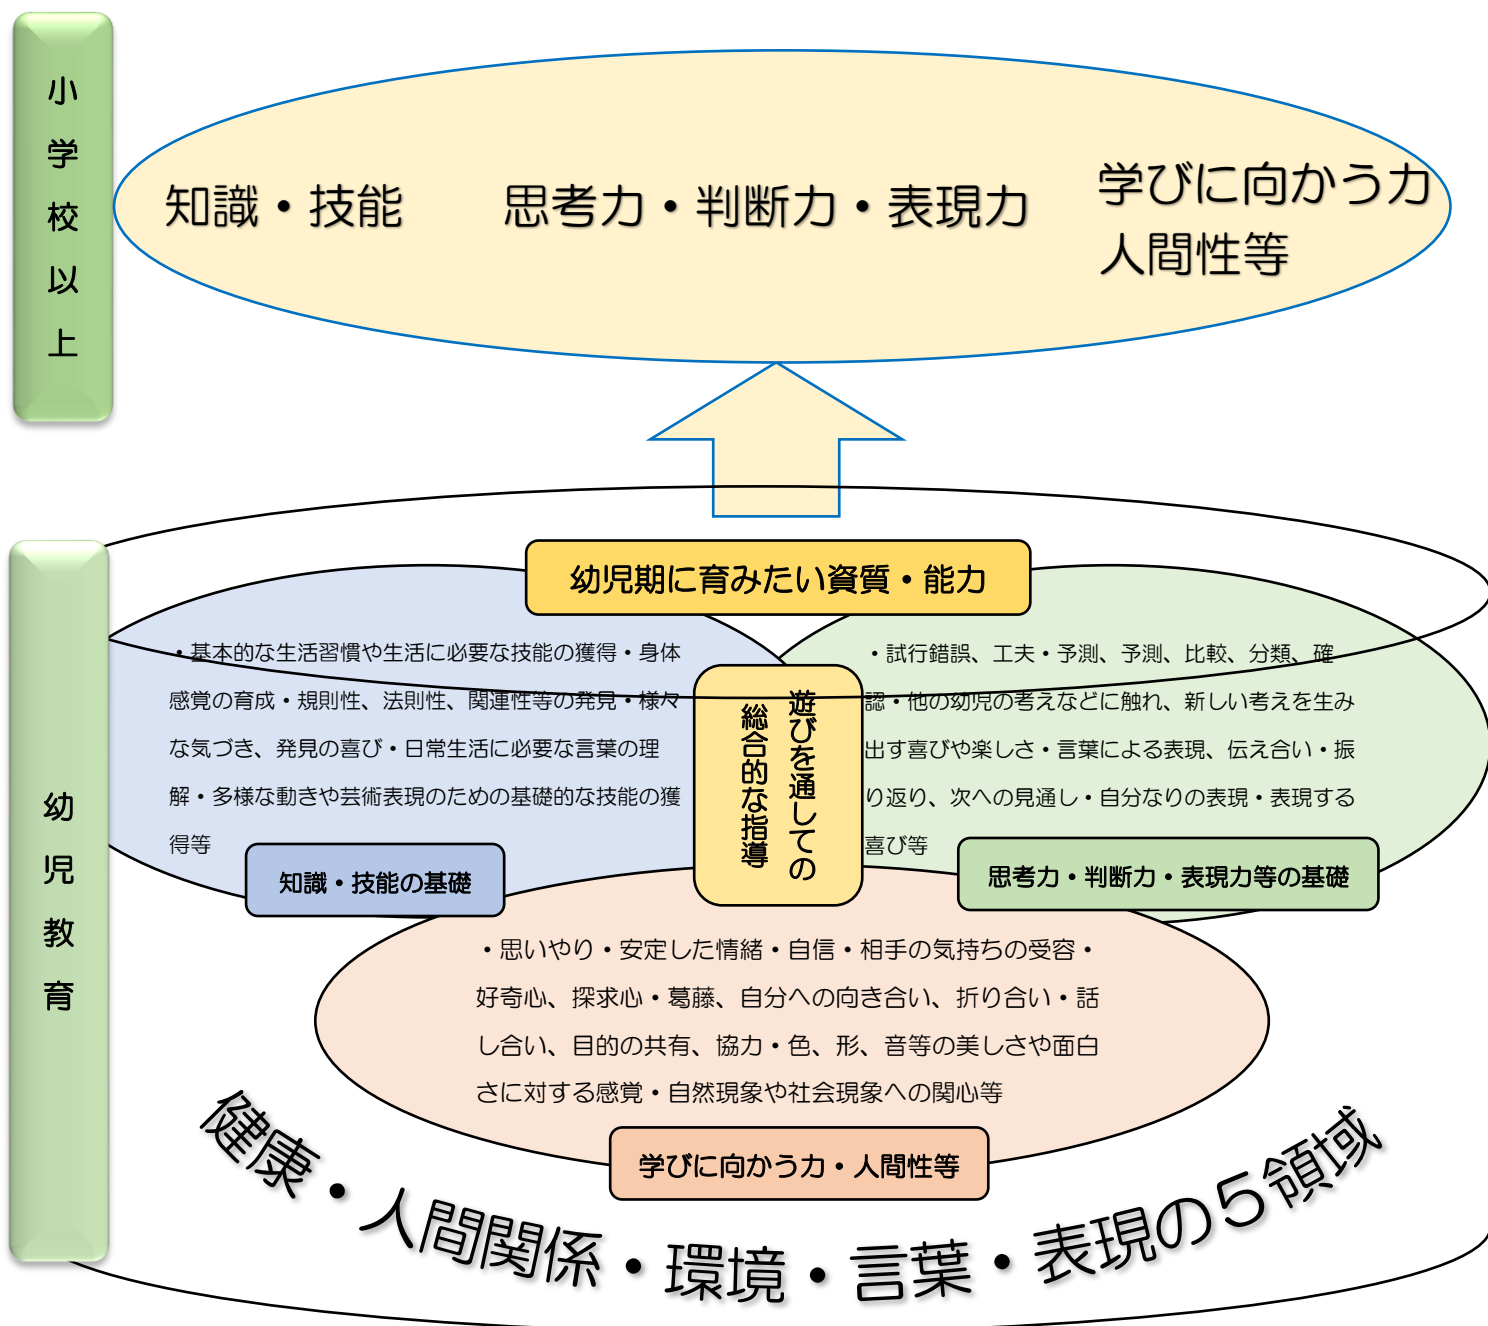 小学校以上
知識・技能
思考力・判断力・表現力
学びに向かう力
人間性等
幼児教育
幼児期に育みたい資質・能力
・基本的な生活習慣や生活に必要な技能の獲得・身体
感覚の育成・規則性、法則性、関連性等の発見・様々
な気づき、発見の喜び・日常生活に必要な言葉の理
解・多様な動きや芸術表現のための基礎的な技能の獲
得等
知識・技能の基礎
遊びを通しての
総合的な指導
・試行錯誤、工夫・予測、予測、比較、分類、確
認・他の幼児の考えなどに触れ、新しい考えを生み
出す喜びや楽しさ・言葉による表現、伝え合い・振
り返り、次への見通し・自分なりの表現・表現する
喜び等
思考力・判断力・表現力等の基礎
・思いやり・安定した情緒・自信・相手の気持ちの受容・
好奇心、探求心・葛藤、自分への向き合い、折り合い・話
し合い、目的の共有、協力・色、形、音等の美しさや面白
さに対する感覚・自然現象や社会現象への関心等
学びに向かう力・人間性等
健康・人間関係・環境・言葉・表現の５領域